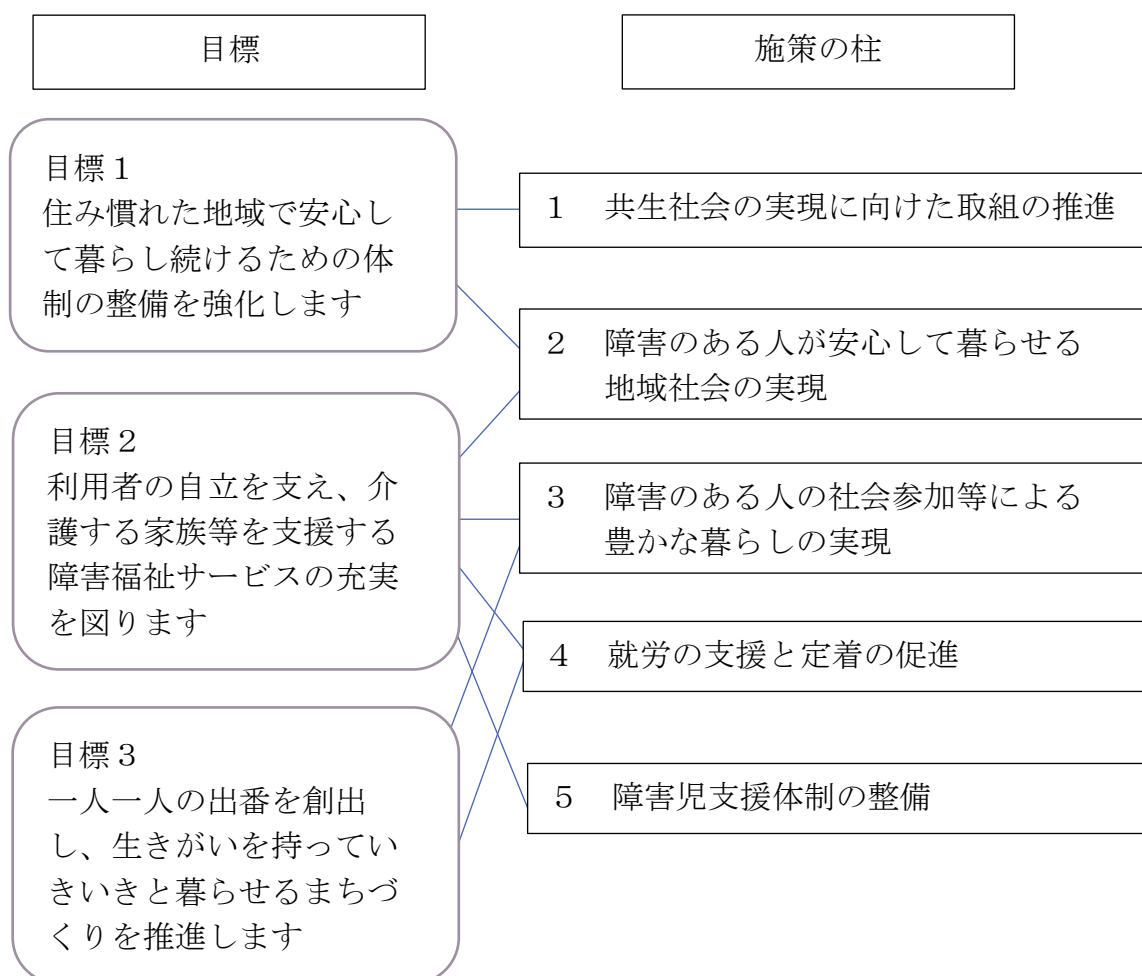 目標
施策の柱
目標１
住み慣れた地域で安心し
て暮らし続けるための体
制の整備を強化します
１　共生社会の実現に向けた取組の推進
２　障害のある人が安心して暮らせる
地域社会の実現
目標２
利用者の自立を支え、介
護する家族等を支援する
障害福祉サービスの充実
を図ります
３　障害のある人の社会参加等による
豊かな暮らしの実現
４　就労の支援と定着の促進
目標３
一人一人の出番を創出
し、生きがいを持ってい
きいきと暮らせるまちづ
くりを推進します
５　障害児支援体制の整備